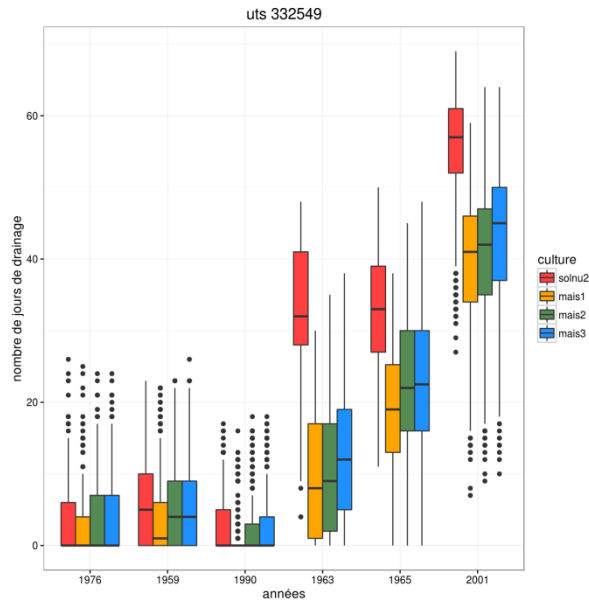 uts 332549
nombre de jours de drainage
60
40
20
0
1976 1959 1990 1963 1965 2001
années
culture
solnu2
mais1
mais2
mais3